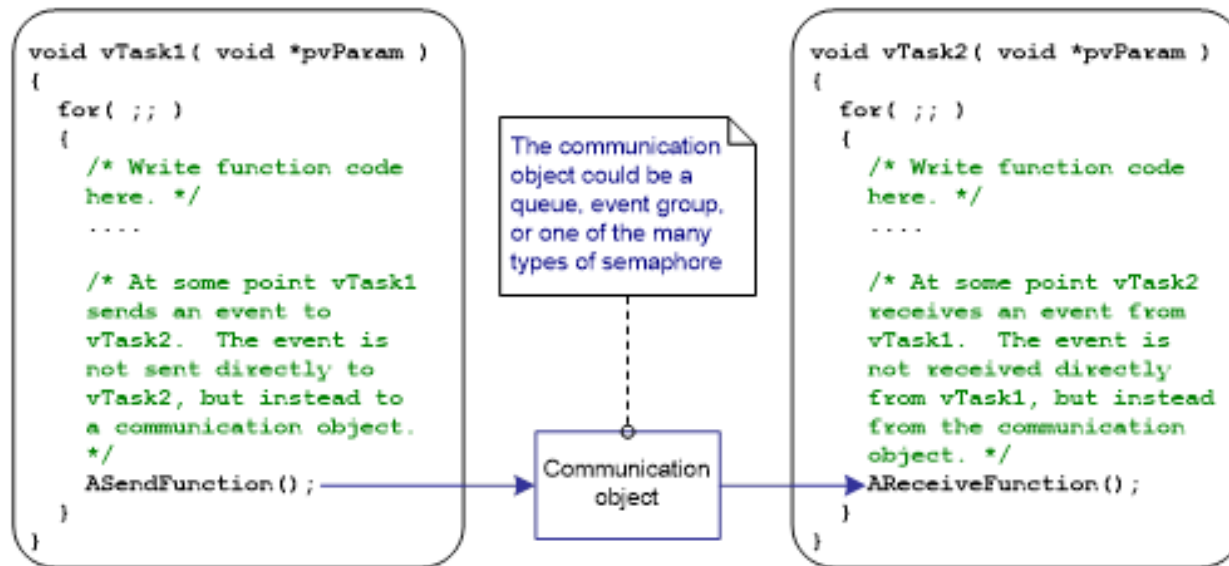 void vTask1( void *pvParam )
{
for( ;; )
{
/* Write function code
here. */
....
/* At some point vTask1
sends an event to
vTask2.  The event is
not sent directly to
vTask2, but instead to
a communication object.
*/
ASendFunction();
}
}
The communication
object could be a
queue, event group,
or one of the many
types of semaphore
Communication
object
void vTask2( void *pvParam )
{
for( ;; )
{
/* Write function code
here. */
....
/* At some point vTask2
receives an event from
vTask1.  The event is
not received directly
from vTask1, but instead
from the communication
object. */
AReceiveFunction();
}
}